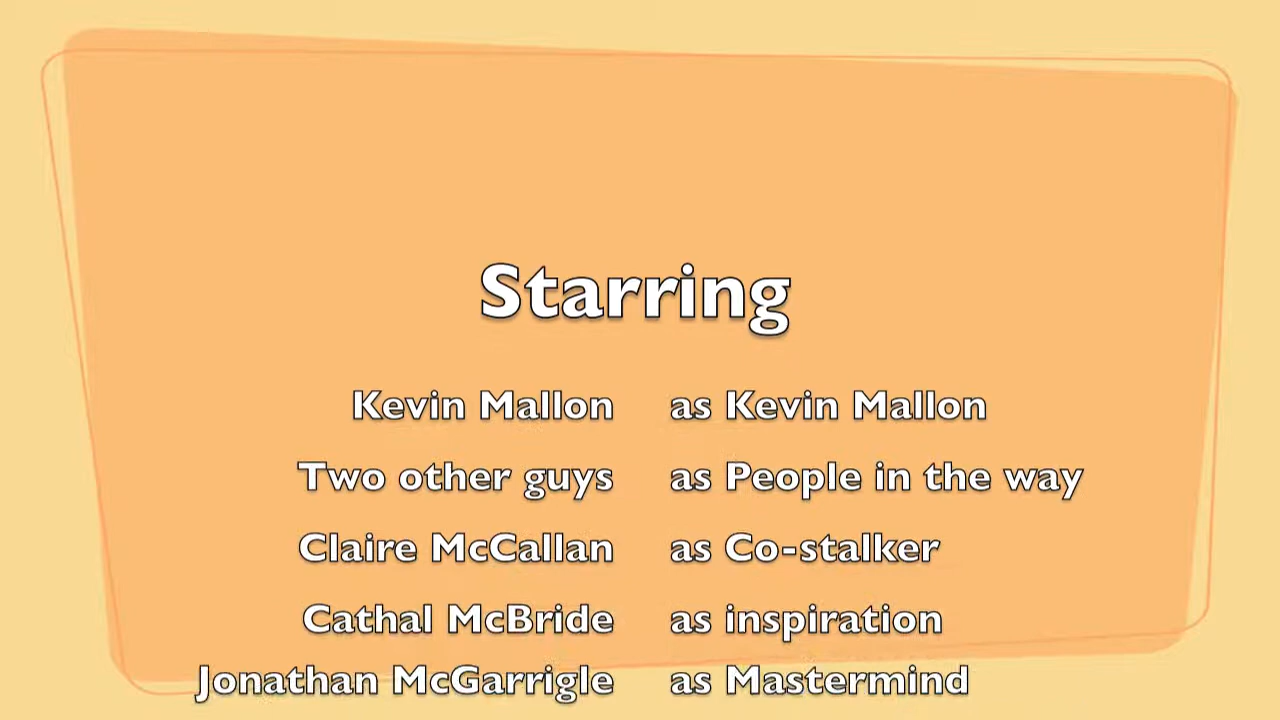 Starring
Kevin Mallon as Kevin Mallon
Two other guys as People in the way
Claire McCallan as Co-stalker
Cathal McBride as inspiration
Jonathan McGarrigle as Mastermind